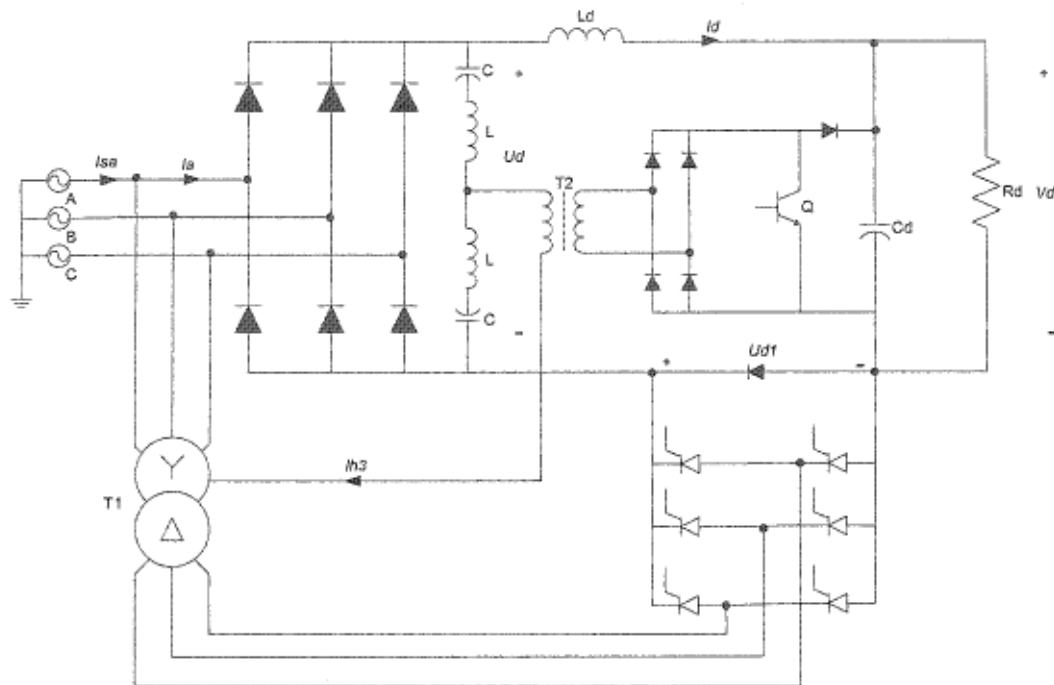 Ld
Id
C
+
+
Isa
Ia
L
Ud
T2
A
B
C
Q
Cd
Rd
Vd
L
C
-
-
Ud1
+
-
Y
Ih3
T1
Δ